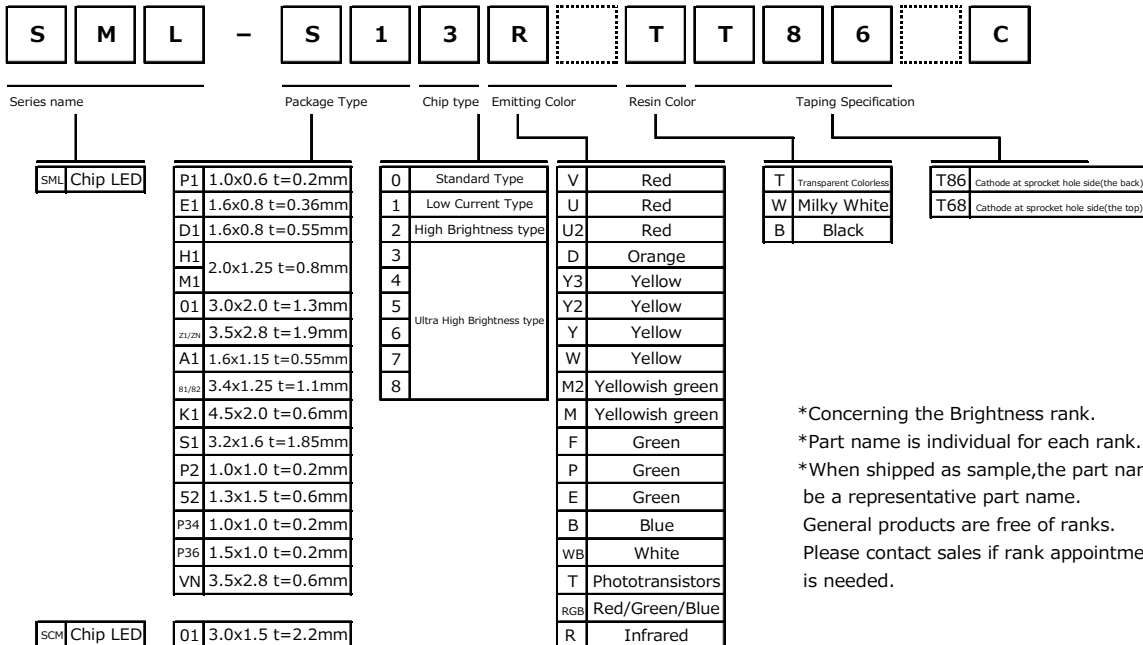 S M L – S 1 3 R T T 8 6 C
Series name Package Type Chip type Emitting Color Resin Color Taping Specification
SML Chip LED
P1 1.0x0.6 t=0.2mm
E1 1.6x0.8 t=0.36mm
D1 1.6x0.8 t=0.55mm
H1 2.0x1.25 t=0.8mm
M1
01 3.0x2.0 t=1.3mm
Z1/ZN 3.5x2.8 t=1.9mm
A1 1.6x1.15 t=0.55mm
81/82 3.4x1.25 t=1.1mm
K1 4.5x2.0 t=0.6mm
S1 3.2x1.6 t=1.85mm
P2 1.0x1.0 t=0.2mm
52 1.3x1.5 t=0.6mm
P34 1.0x1.0 t=0.2mm
P36 1.5x1.0 t=0.2mm
VN 3.5x2.8 t=0.6mm
SCM Chip LED
01 3.0x1.5 t=2.2mm
0 Standard Type
1 Low Current Type
2 High Brightness type
3
4
5 Ultra High Brightness type
6
7
8
V Red
U Red
U2 Red
D Orange
Y3 Yellow
Y2 Yellow
Y Yellow
W Yellow
M2 Yellowish green
M Yellowish green
F Green
P Green
E Green
B Blue
WB White
T Phototransistors
RGB Red/Green/Blue
R Infrared
T Transparent Colorless
W Milky White
B Black
T86 Cathode at sprocket hole side(the back)
T68 Cathode at sprocket hole side(the top)
*Concerning the Brightness rank.
*Part name is individual for each rank.
*When shipped as sample,the part
be a representative part name.
General products are free of ranks.
Please contact sales if rank
is needed.